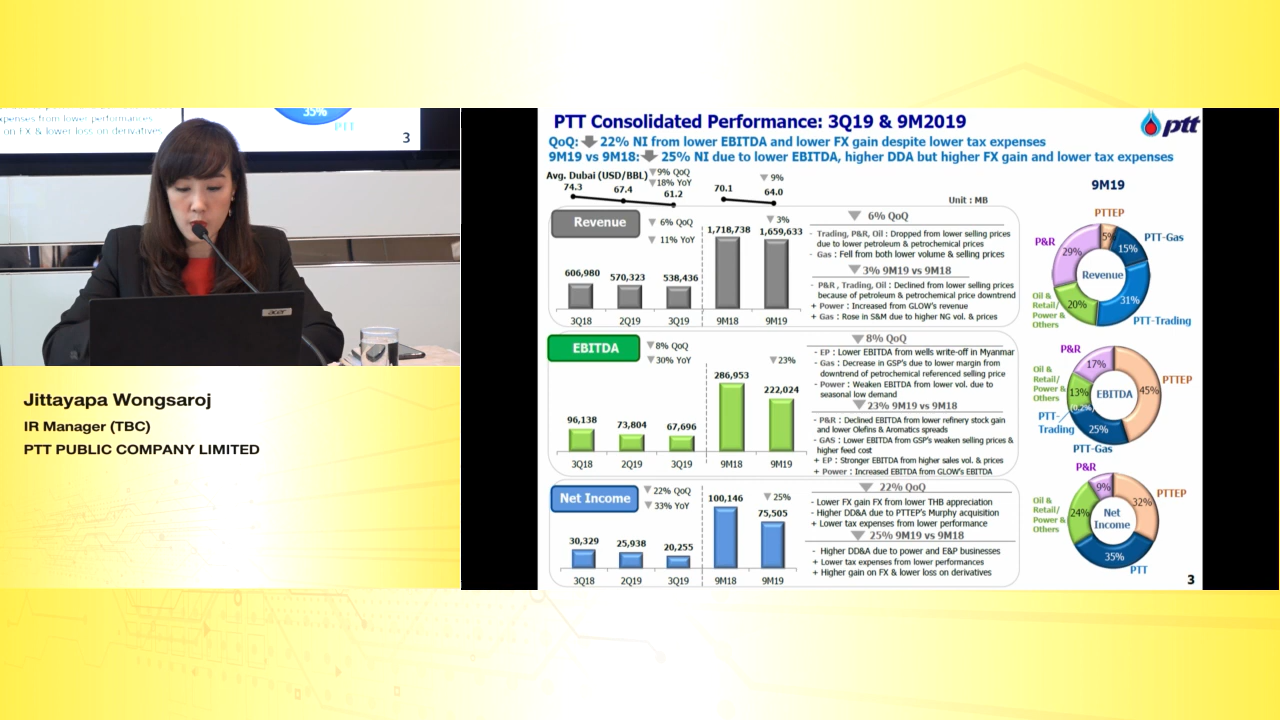 xpenses from lower performances
on FX & lower loss on derivatives
35%
PTT
3
acer
Jittayapa Wongsaroj
IR Manager (TBC)
PTT PUBLIC COMPANY LIMITED
PTT Consolidated Performance: 3Q19 & 9M2019
ptt
QoQ: 22% NI from lower EBITDA and lower FX gain despite lower tax expenses
9M19 vs 9M18: 25% NI due to lower EBITDA, higher DDA but higher FX gain and lower tax expenses
Avg. Dubai (USD/BBL)
9% QoQ
18% YoY
9%
74.3 67.4 61.2 70.1 64.0
Unit : MB
Revenue
6% QoQ
11% YoY
3%
606,980 570,323 538,436 1,718,738 1,659,633
3Q18 2Q19 3Q19 9M18 9M19
6% QoQ
- Trading, P&R, Oil : Dropped from lower selling prices
due to lower petroleum & petrochemical prices
- Gas : Fell from both lower volume & selling prices
3% 9M19 vs 9M18
- P&R , Trading, Oil : Declined from lower selling prices
because of petroleum & petrochemical price downtrend
+ Power : Increased from GLOW's revenue
+ Gas : Rose in S&M due to higher NG vol. & prices
EBITDA
8% QoQ
30% YoY
23%
96,138 73,804 67,696 286,953 222,024
3Q18 2Q19 3Q19 9M18 9M19
8% QoQ
- EP : Lower EBITDA from wells write-off in Myanmar
- Gas : Decrease in GSP's due to lower margin from
downtrend of petrochemical referenced selling price
- Power : Weaken EBITDA from lower vol. due to
seasonal low demand
23% 9M19 vs 9M18
- P&R : Declined EBITDA from lower refinery stock gain
and lower Olefins & Aromatics spreads
- GAS : Lower EBITDA from GSP's weaken selling prices &
higher feed cost
+ EP : Stronger EBITDA from higher sales vol. & prices
+ Power : Increased EBITDA from GLOW's EBITDA
Net Income
22% QoQ
33% YoY
25%
30,329 25,938 20,255 100,146 75,505
3Q18 2Q19 3Q19 9M18 9M19
22% QoQ
- Lower FX gain FX from lower THB appreciation
- Higher DD&A due to PTTEP's Murphy acquisition
+ Lower tax expenses from lower performance
25% 9M19 vs 9M18
- Higher DD&A due to power and E&P businesses
+ Lower tax expenses from lower performances
+ Higher gain on FX & lower loss on derivatives
9M19
PTTEP
5%
PTT-Gas
15%
P&R
29%
Revenue
Oil &
Retail/
Power &
Others
20%
31%
PTT-Trading
P&R
17%
PTTEP
45%
Oil &
Retail/
Power &
Others
13%
EBITDA
(0.2%)
PTT-
Trading
25%
PTT-Gas
P&R
9%
PTTEP
32%
Oil &
Retail/
Power &
Others
24%
Net
Income
35%
PTT
3